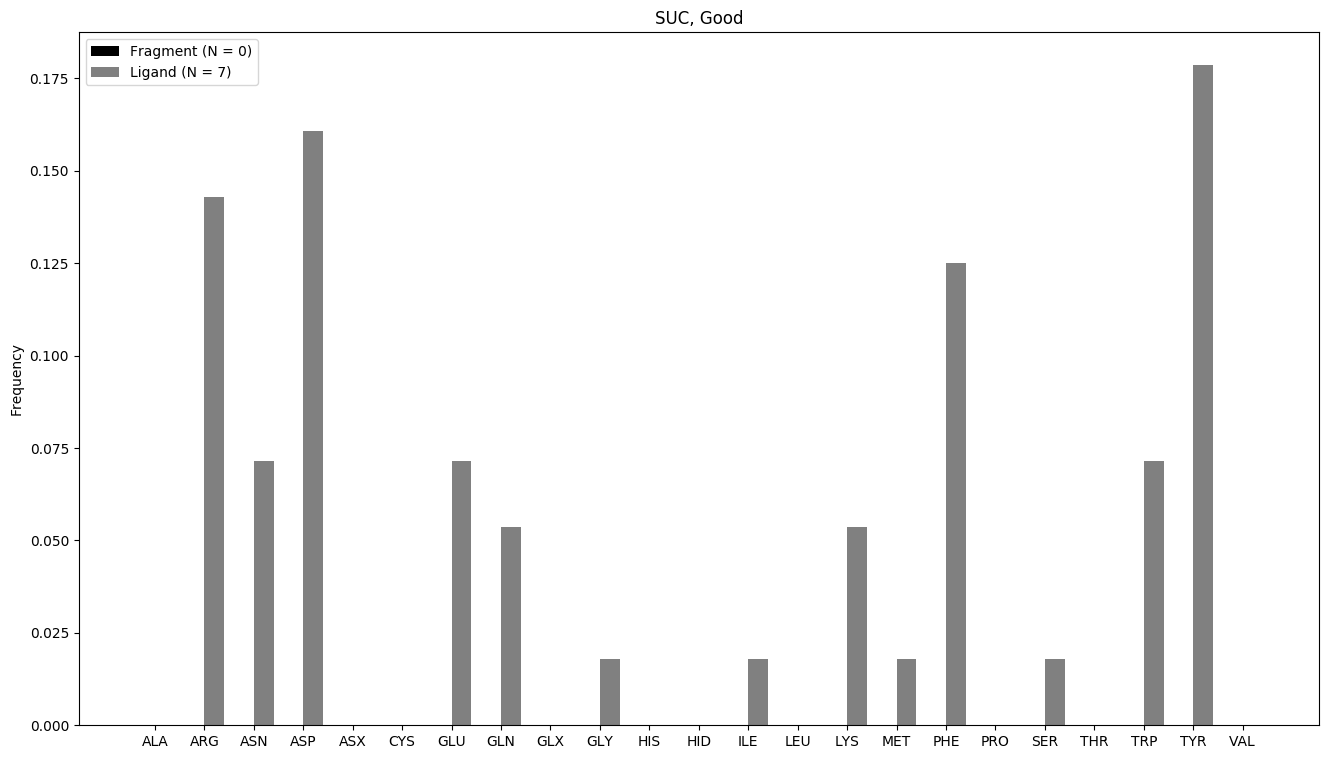 SUC, Good
Fragment (N = 0)
Ligand (N = 7)
Frequency
0.175
0.150
0.125
0.100
0.075
0.050
0.025
0.000
ALA ARG ASN ASP ASX CYS GLU GLN GLX GLY HIS HID ILE LEU LYS MET PHE PRO SER THR TRP TYR VAL